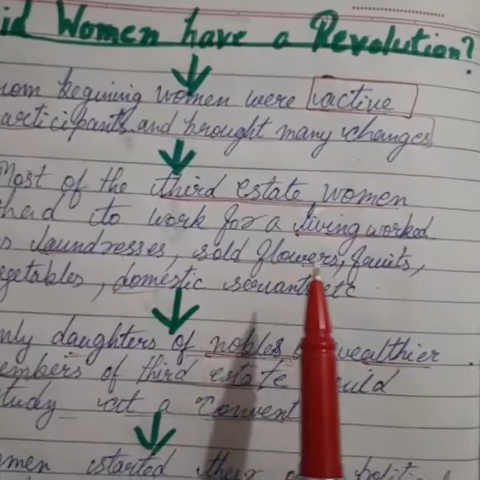 id Women have a Revolution?
rom beginning women were active
articipants and brought many changes
Most of the third estate women
had to work for a living worked
s laundresses, sold flowers, fruits,
egetables, domestic servants etc
nly daughters of nobles wealthier
embers of third estate
tudy at a convent
omen started their